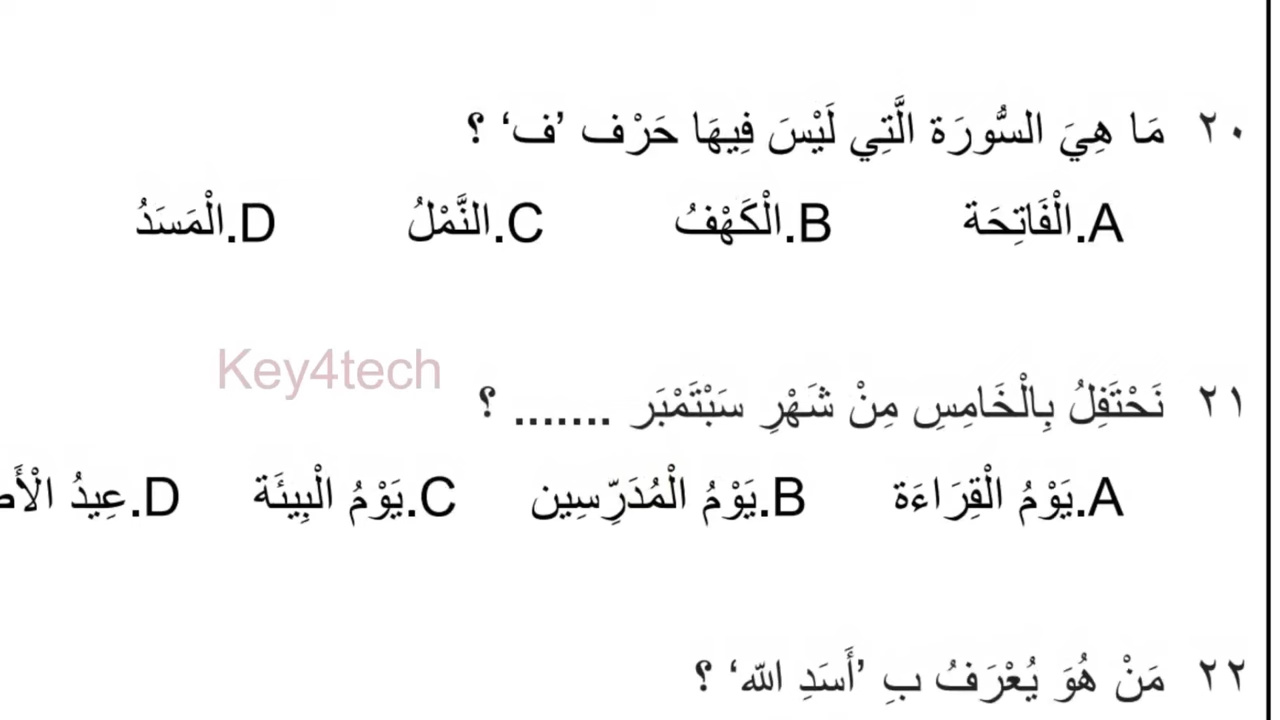 ٢٠ مَا هِيَ السُّورَة الَّتِي لَيْسَ فِيهَا حَرْف ’ف‘ ؟
A.الْفَاتِحَة B.الْكَهْفُ C.النَّمْلُ D.الْمَسَدُ
Key4tech
٢١ نَحْتَفِلُ بِالْخَامِسِ مِنْ شَهْرِ سَبْتَمْبَر ....... ؟
A.يَوْمُ الْقِرَاءَة B.يَوْمُ الْمُدَرِّسِين C.يَوْمُ الْبِيئَة D.عِيدُ
٢٢ مَنْ هُوَ يُعْرَفُ بِ ’أَسَدِ الله‘ ؟